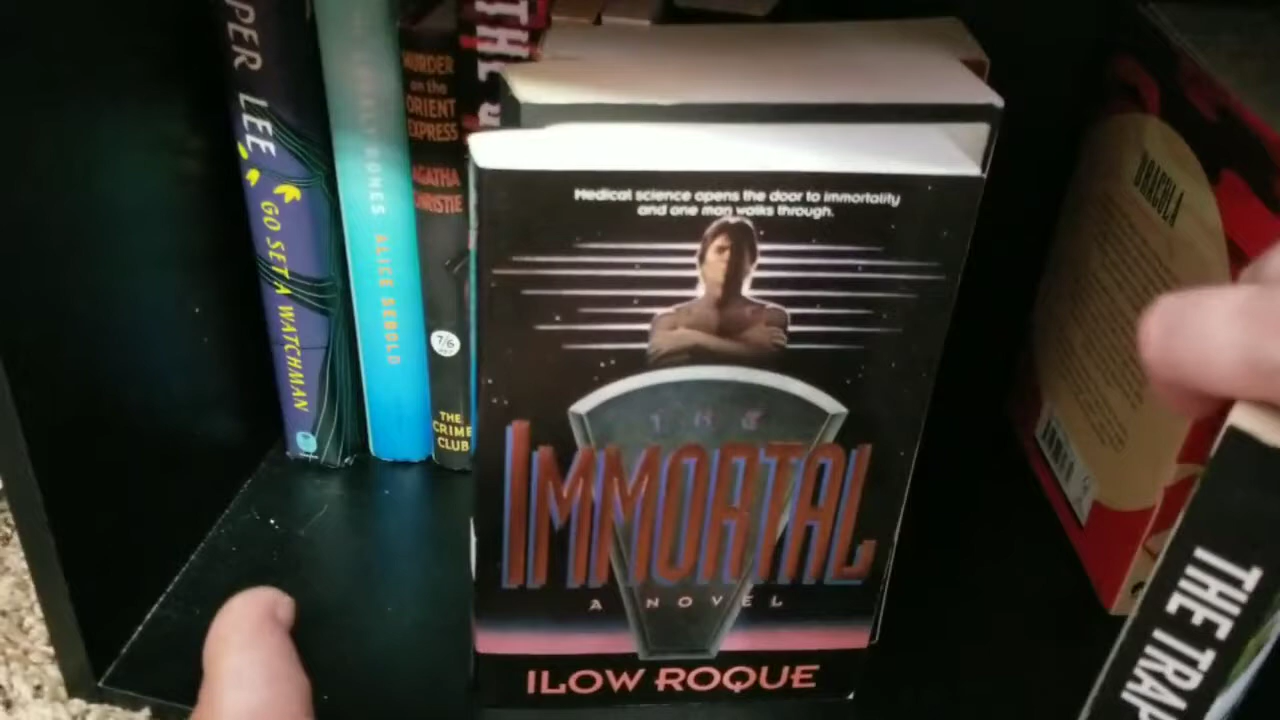 PER LEE
GO SET A WATCHMAN
BONES ALICE SEBOLD
MURDER
on the
ORIENT
EXPRESS
AGATHA
CHRISTIE
7/6
THE
CRIME
CLUB
THE
Medical science opens the door to immortality
and one man walks through.
THE
IMMORTAL
A NOVEL
ILOW ROQUE
DRACULA
THE TRAP